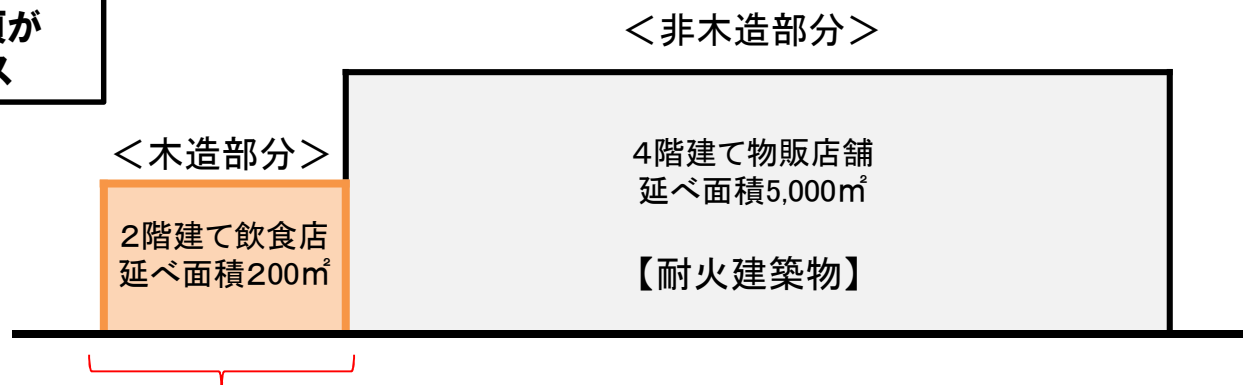 が
ス
＜非木造部分＞
＜木造部分＞
4階建て物販店舗
延べ面積5,000㎡
2階建て飲食店
延べ面積200㎡
【耐火建築物】